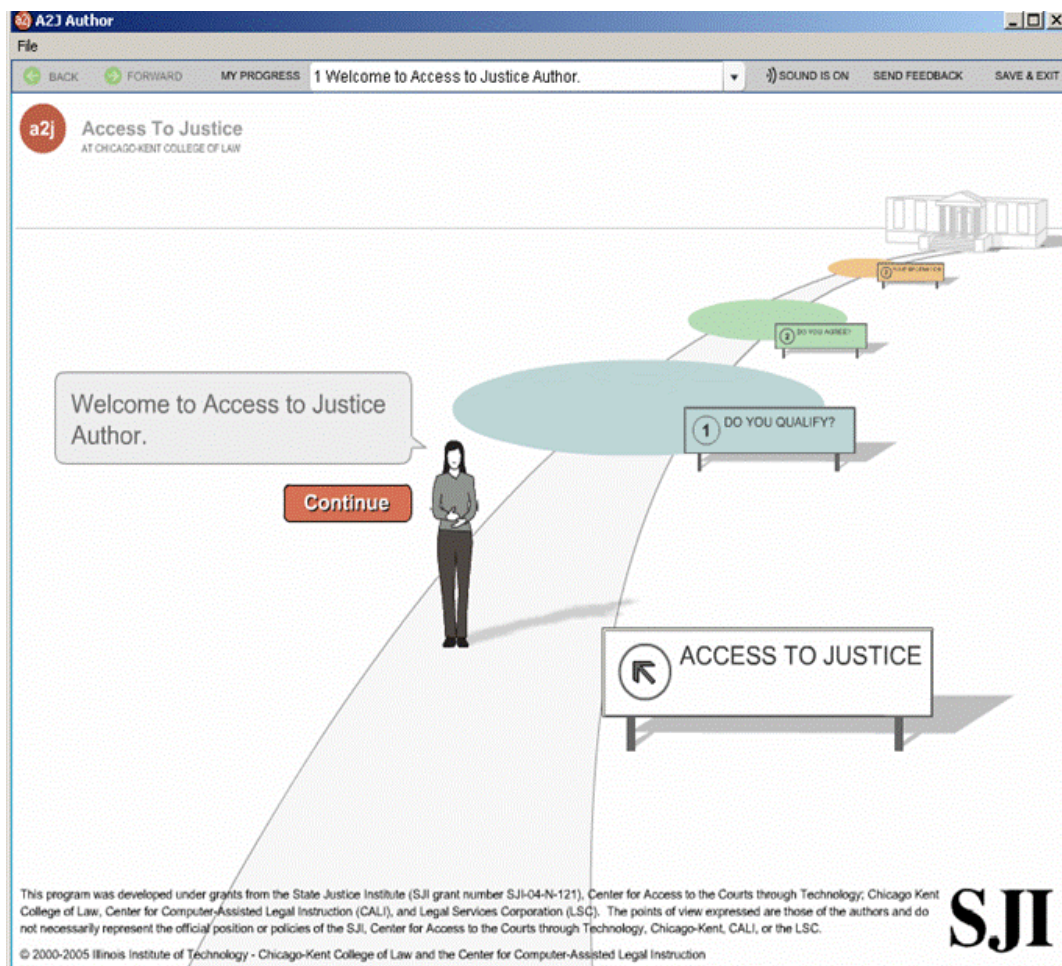 a2j A2J Author
File
BACK FORWARD MY PROGRESS 1 Welcome to Access to Justice Author. SOUND IS ON SEND FEEDBACK SAVE & EXIT
a2j Access To Justice
AT CHICAGO-KENT COLLEGE OF LAW
2 DO YOU AGREE?
Welcome to Access to Justice
Author.
1 DO YOU QUALIFY?
Continue
ACCESS TO JUSTICE
This program was developed under grants from the State Justice Institute (SJI grant number SJI-04-N-121), Center for Access to the Courts through Technology; Chicago Kent
College of Law, Center for Computer-Assisted Legal Instruction (CALI), and Legal Services Corporation (LSC). The points of view expressed are those of the authors and do
not necessarily represent the official position or policies of the SJI, Center for Access to the Courts through Technology, Chicago-Kent, CALI, or the LSC.
SJI
© 2000-2005 Illinois Institute of Technology - Chicago-Kent College of Law and the Center for Computer-Assisted Legal Instruction